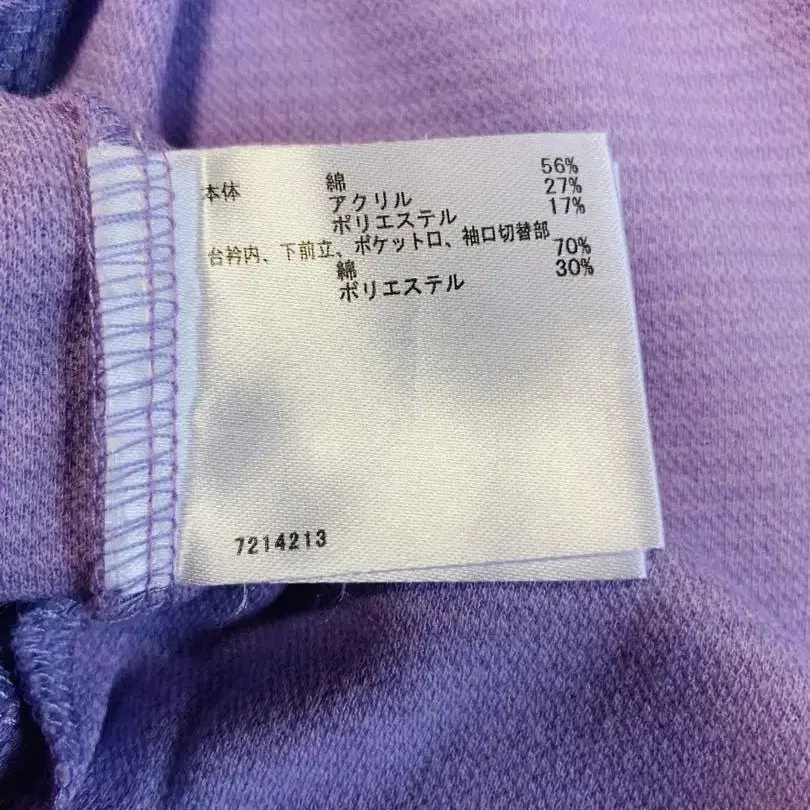 本体 綿 56%
アクリル 27%
ポリエステル 17%
台衿内、下前立、ポケット口、袖口切替部
綿 70%
ポリエステル 30%
7214213